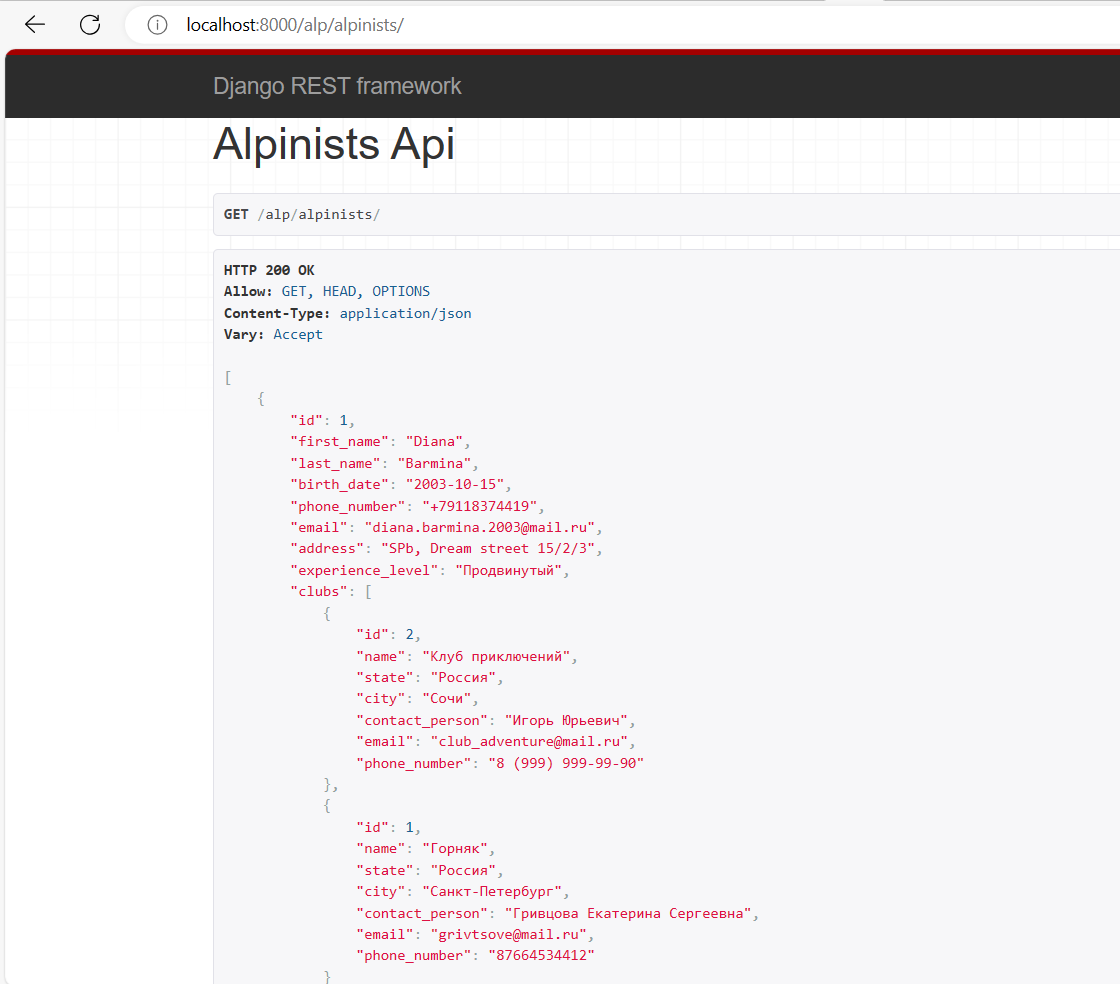 localhost:8000/alp/alpinists/
Django REST framework
Alpinists Api
GET /alp/alpinists/
HTTP 200 OK
Allow: GET, HEAD, OPTIONS
Content-Type: application/json
Vary: Accept
[
{
"id": 1,
"first_name": "Diana",
"last_name": "Barmina",
"birth_date": "2003-10-15",
"phone_number": "+79118374419",
"email": "diana.barmina.2003@mail.ru",
"address": "SPb, Dream street 15/2/3",
"experience_level": "Продвинутый",
"clubs": [
{
"id": 2,
"name": "Клуб приключений",
"state": "Россия",
"city": "Сочи",
"contact_person": "Игорь Юрьевич",
"email": "club_adventure@mail.ru",
"phone_number": "8 (999) 999-99-90"
},
{
"id": 1,
"name": "Горняк",
"state": "Россия",
"city": "Санкт-Петербург",
"contact_person": "Гривцова Екатерина Сергеевна",
"email": "grivtsove@mail.ru",
"phone_number": "87664534412"
}